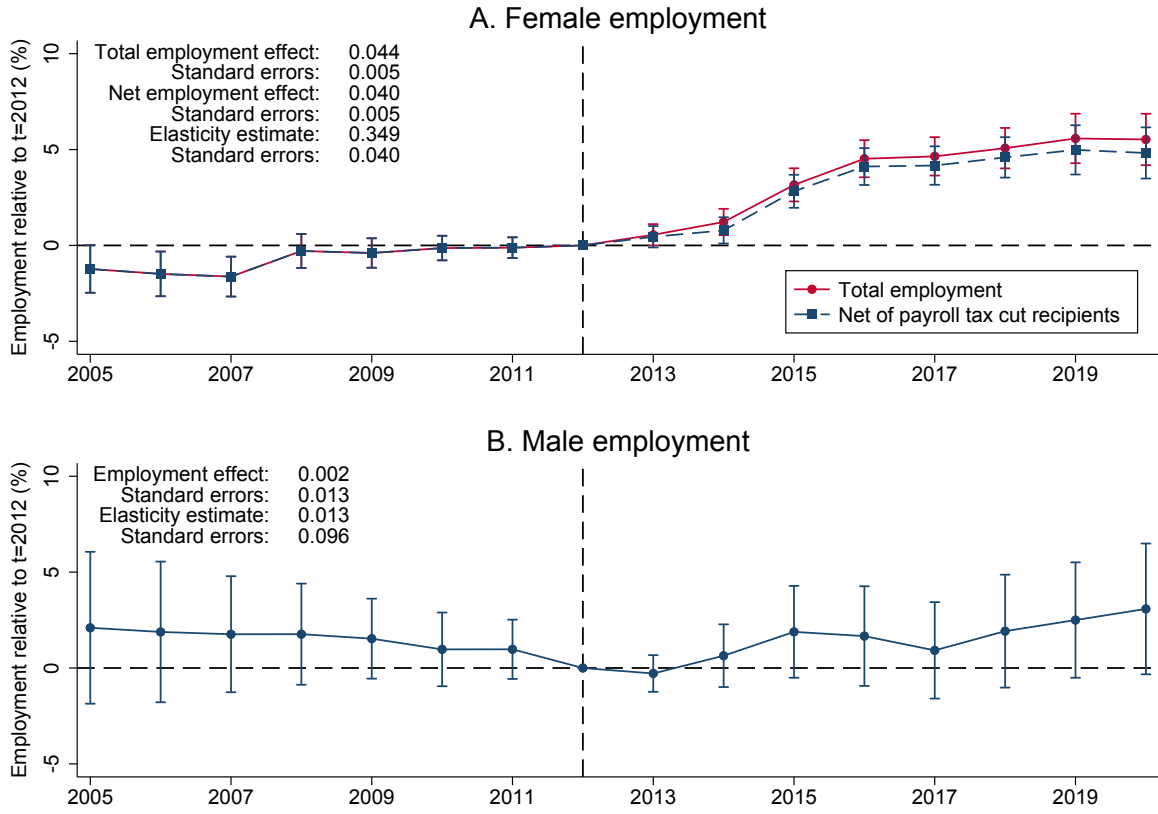 A. Female employment
Employment relative to t=2012 (%)
10
5
0
-5
Total employment effect: 0.044
Standard errors: 0.005
Net employment effect: 0.040
Standard errors: 0.005
Elasticity estimate: 0.349
Standard errors: 0.040
Total employment
Net of payroll tax cut recipients
2005 2007 2009 2011 2013 2015 2017 2019
B. Male employment
Employment relative to t=2012 (%)
10
5
0
-5
Employment effect: 0.002
Standard errors: 0.013
Elasticity estimate: 0.013
Standard errors: 0.096
2005 2007 2009 2011 2013 2015 2017 2019